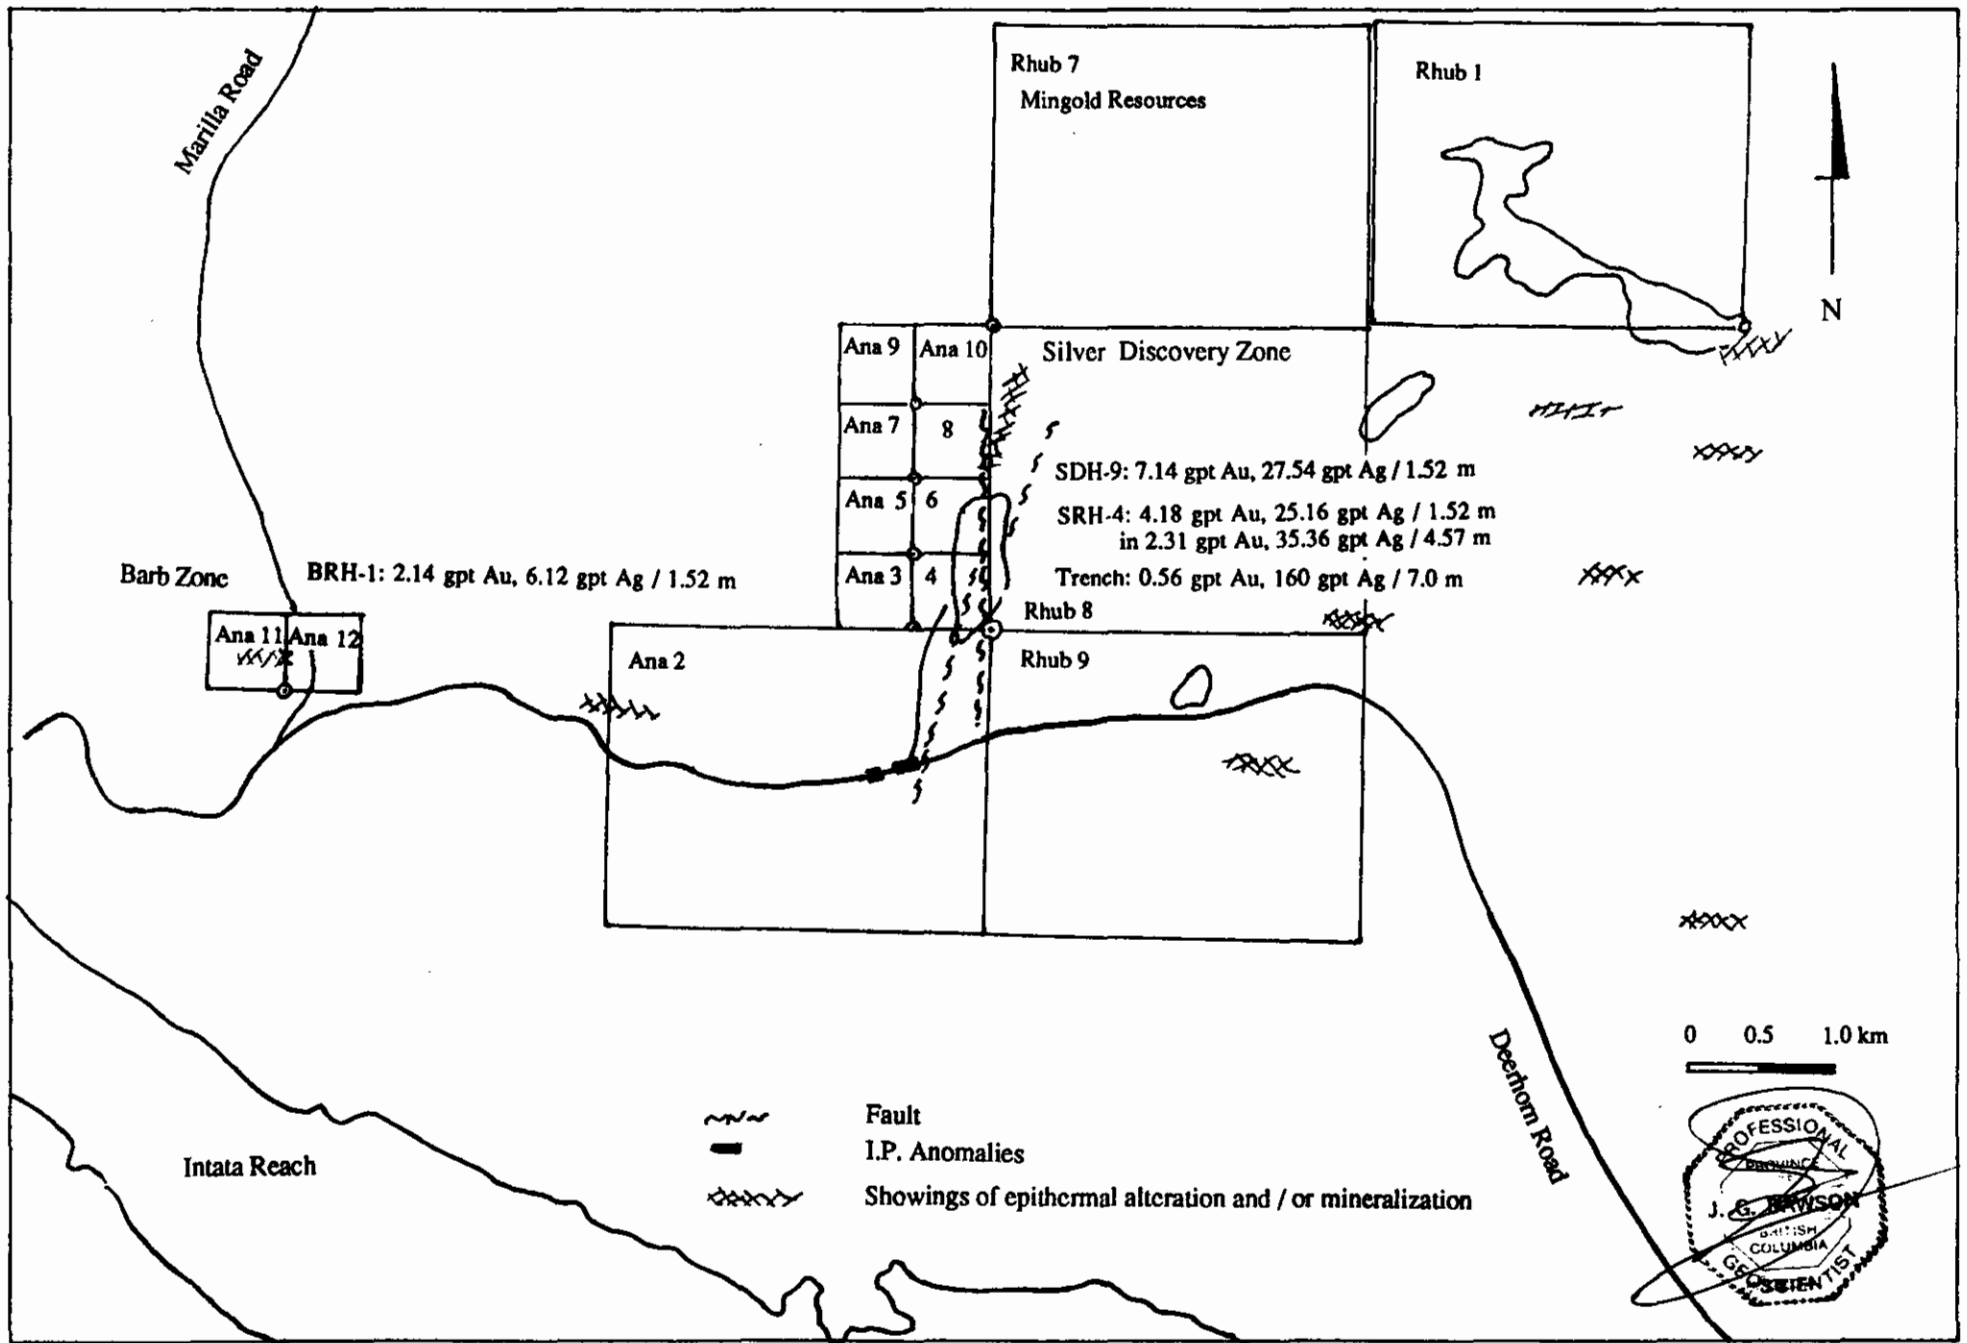 Marilla Road
Rhub 7
Mingold Resources
Rhub 1
N
Ana 9
Ana 10
Silver Discovery Zone
Ana 7
8
SDH-9: 7.14 gpt Au, 27.54 gpt Ag / 1.52 m
Ana 5
6
SRH-4: 4.18 gpt Au, 25.16 gpt Ag / 1.52 m
in 2.31 gpt Au, 35.36 gpt Ag / 4.57 m
Barb Zone
BRH-1: 2.14 gpt Au, 6.12 gpt Ag / 1.52 m
Ana 3
4
Trench: 0.56 gpt Au, 160 gpt Ag / 7.0 m
Rhub 8
Ana 11
Ana 12
Ana 2
Rhub 9
Deerhorn Road
0 0.5 1.0 km
Fault
I.P. Anomalies
Showings of epithermal alteration and / or mineralization
Intata Reach
PROFESSIONAL
PROVINCE
J. G. DAWSON
BRITISH
COLUMBIA
GEOSCIENTIST